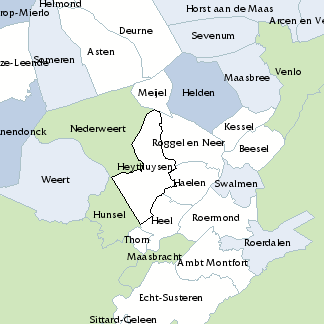 Helmond
Horst aan de Maas
Arcen en Ve
rop-Mierlo
Deurne
Sevenum
Asten
Someren
ze-Leende
Venlo
Maasbree
Meijel
Helden
Kessel
nendonck
Nederweert
Roggel en Neer
Beesel
Heythuysen
Weert
Haelen
Swalmen
Hunsel
Heel
Roermond
Thorn
Roerdalen
Maasbracht
Ambt Montfort
Echt-Susteren
Sittard-Geleen